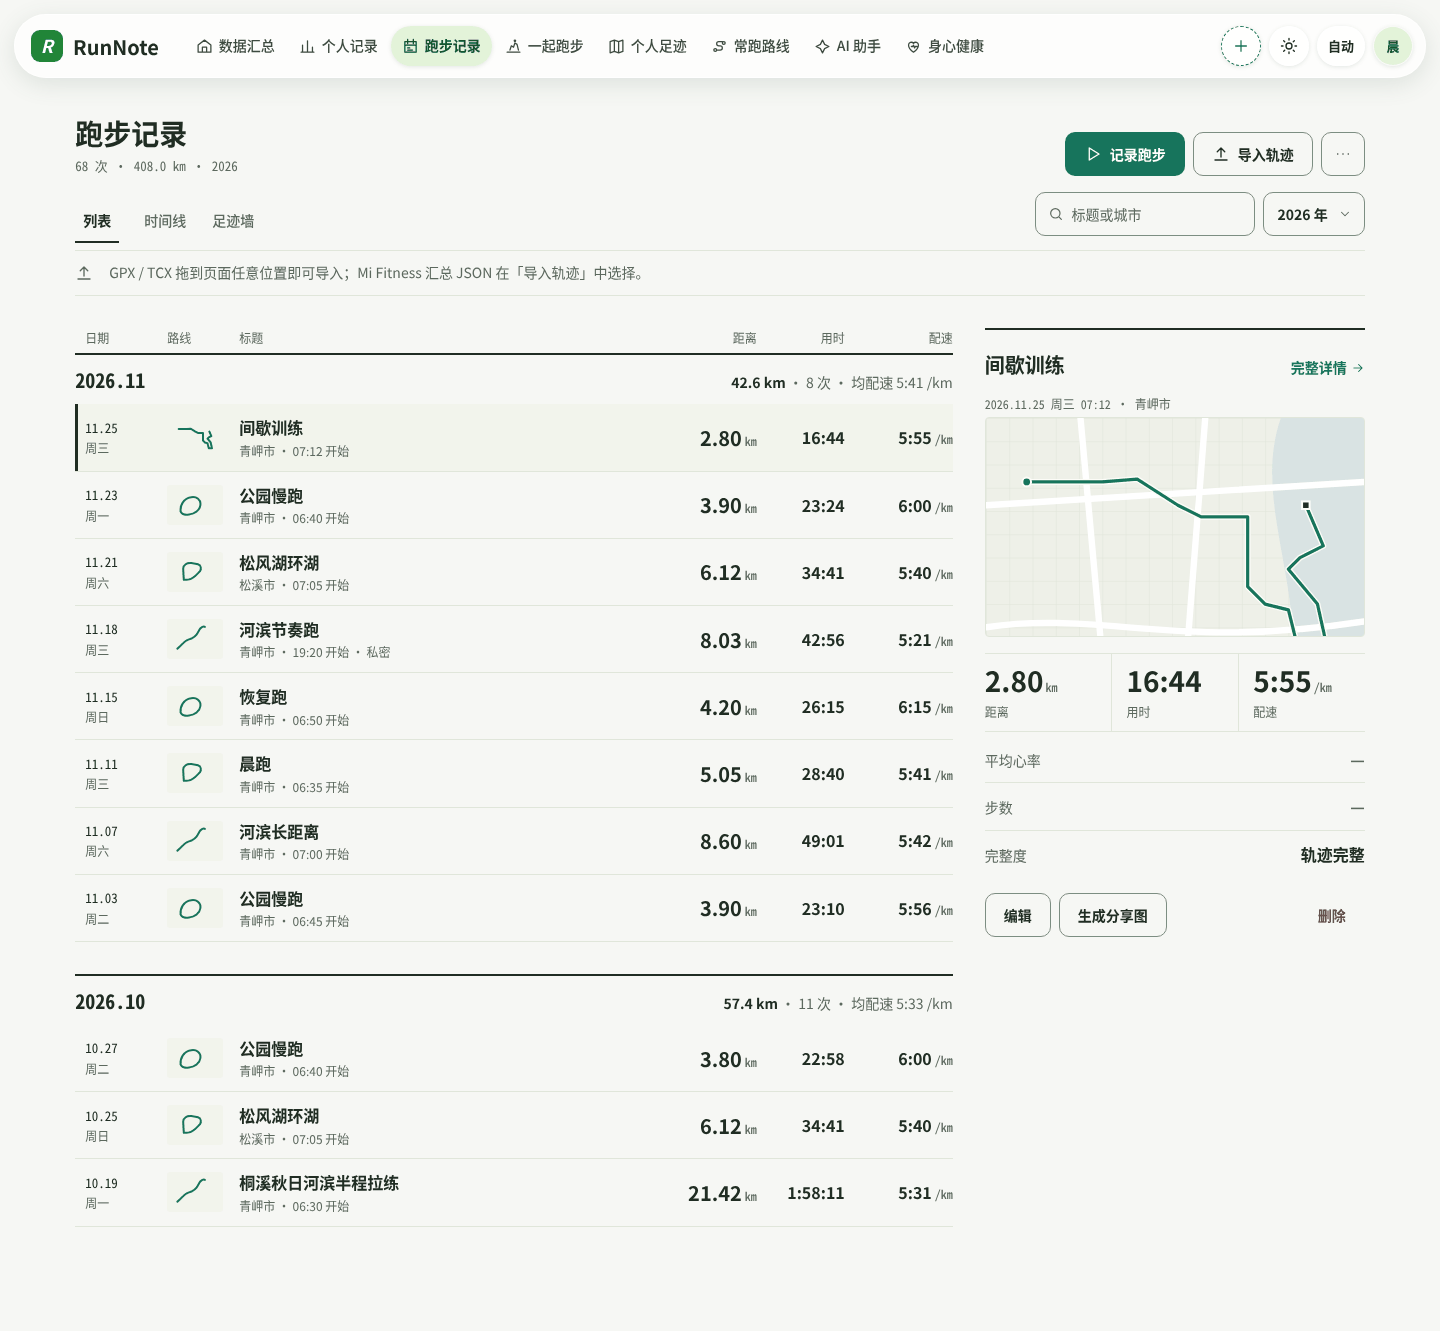 R RunNote 数据汇总 个人记录 跑步记录 一起跑步 个人足迹 常跑路线 AI 助手 身心健康 自动 晨
跑步记录
68 次 · 408.0 km · 2026
记录跑步 导入轨迹 ···
列表 时间线 足迹墙
标题或城市 2026 年
GPX / TCX 拖到页面任意位置即可导入；Mi Fitness 汇总 JSON 在「导入轨迹」中选择。
日期 路线 标题 距离 用时 配速
2026.11 42.6 km · 8 次 · 均配速 5:41 /km
11.25 间歇训练 2.80 km 16:44 5:55 /km
周三 青岬市 · 07:12 开始
11.23 公园慢跑 3.90 km 23:24 6:00 /km
周一 青岬市 · 06:40 开始
11.21 松风湖环湖 6.12 km 34:41 5:40 /km
周六 松溪市 · 07:05 开始
11.18 河滨节奏跑 8.03 km 42:56 5:21 /km
周三 青岬市 · 19:20 开始 · 私密
11.15 恢复跑 4.20 km 26:15 6:15 /km
周日 青岬市 · 06:50 开始
11.11 晨跑 5.05 km 28:40 5:41 /km
周三 青岬市 · 06:35 开始
11.07 河滨长距离 8.60 km 49:01 5:42 /km
周六 青岬市 · 07:00 开始
11.03 公园慢跑 3.90 km 23:10 5:56 /km
周二 青岬市 · 06:45 开始
2026.10 57.4 km · 11 次 · 均配速 5:33 /km
10.27 公园慢跑 3.80 km 22:58 6:00 /km
周二 青岬市 · 06:40 开始
10.25 松风湖环湖 6.12 km 34:41 5:40 /km
周日 松溪市 · 07:05 开始
10.19 桐溪秋日河滨半程拉练 21.42 km 1:58:11 5:31 /km
周一 青岬市 · 06:30 开始
间歇训练 完整详情 →
2026.11.25 周三 07:12 · 青岬市
2.80 km 16:44 5:55 /km
距离 用时 配速
平均心率 —
步数 —
完整度 轨迹完整
编辑 生成分享图 删除